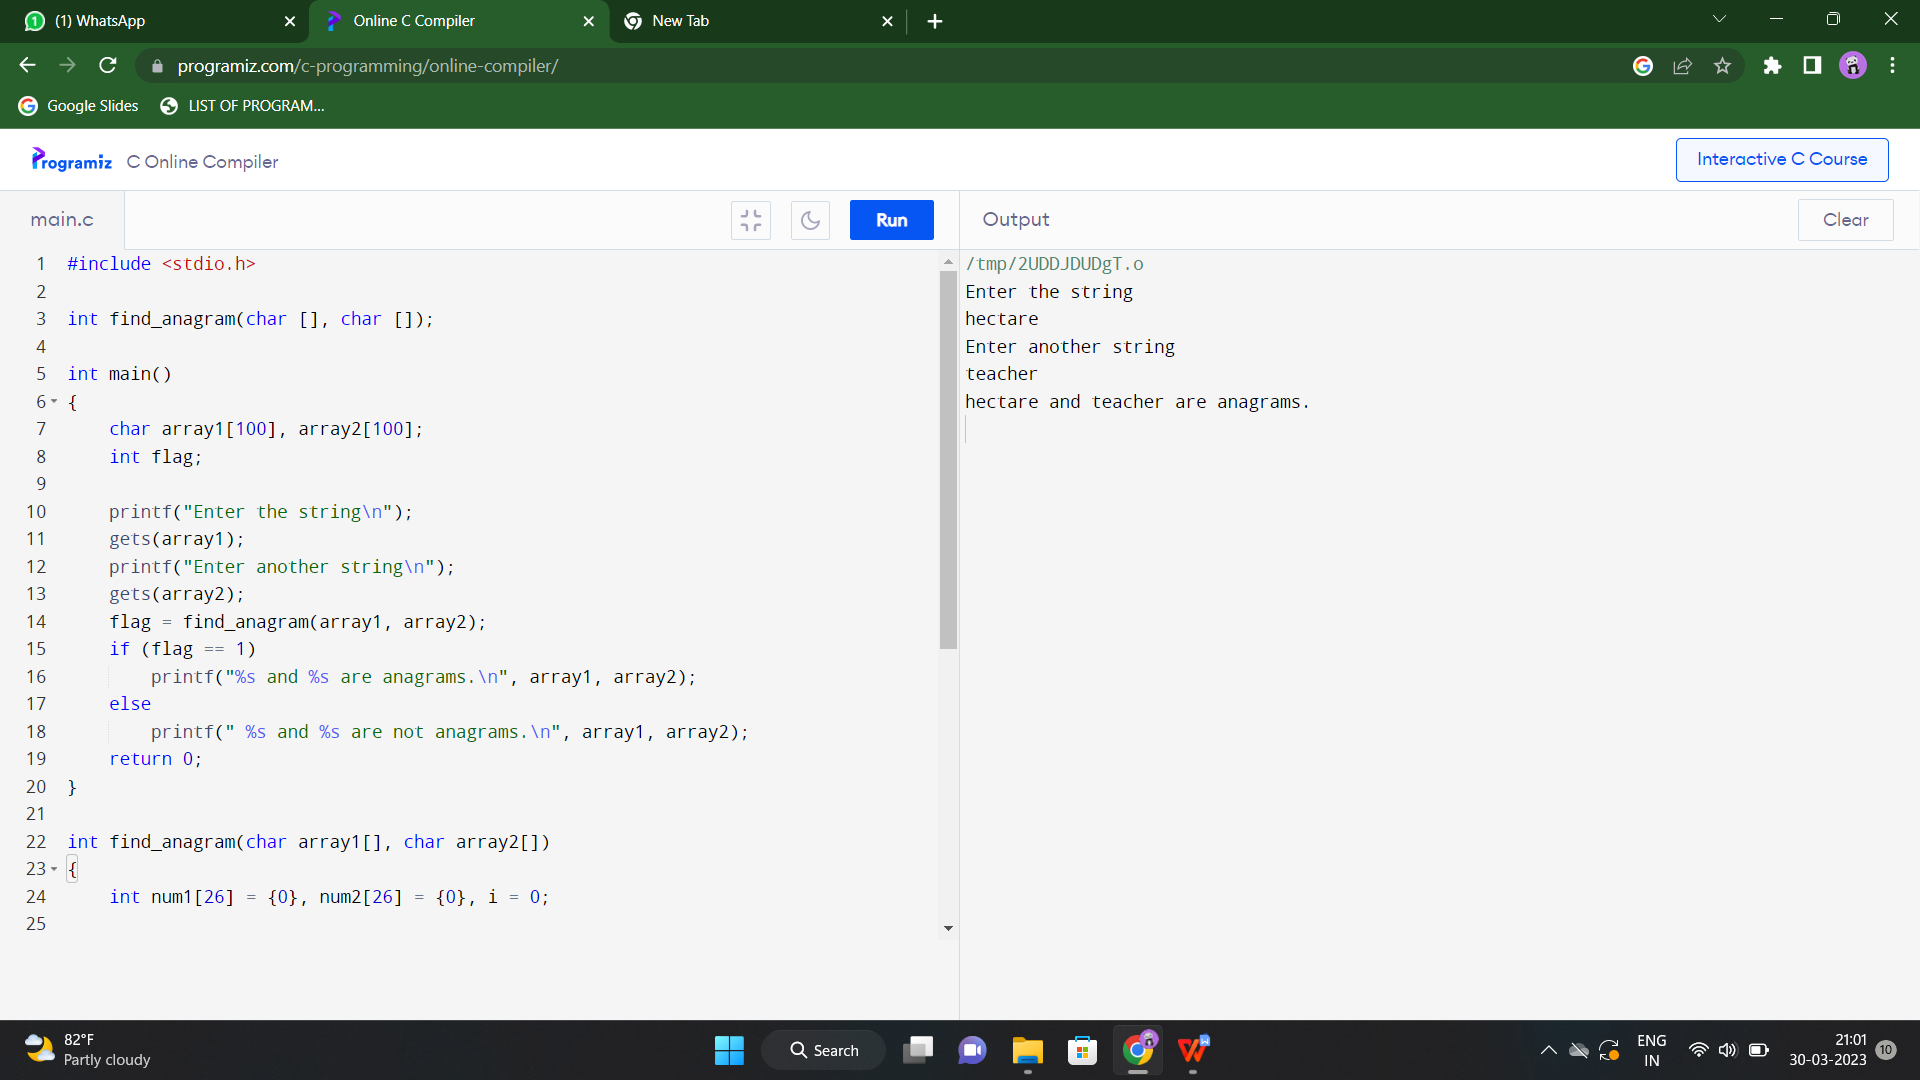 (1) WhatsApp
Online C Compiler
New Tab
programiz.com/c-programming/online-compiler/
Google Slides
LIST OF PROGRAM...
Programiz
C Online Compiler
Interactive C Course
main.c
Run
Output
Clear
1 #include <stdio.h>
2
3 int find_anagram(char [], char []);
4
5 int main()
6 {
7 char array1[100], array2[100];
8 int flag;
9
10 printf("Enter the string\n");
11 gets(array1);
12 printf("Enter another string\n");
13 gets(array2);
14 flag = find_anagram(array1, array2);
15 if (flag == 1)
16 printf("%s and %s are anagrams.\n", array1, array2);
17 else
18 printf(" %s and %s are not anagrams.\n", array1, array2);
19 return 0;
20 }
21
22 int find_anagram(char array1[], char array2[])
23 {
24 int num1[26] = {0}, num2[26] = {0}, i = 0;
25
/tmp/2UDDJDUDgT.o
Enter the string
hectare
Enter another string
teacher
hectare and teacher are anagrams.
82°F
Partly cloudy
Search
ENG
IN
21:01
30-03-2023
10